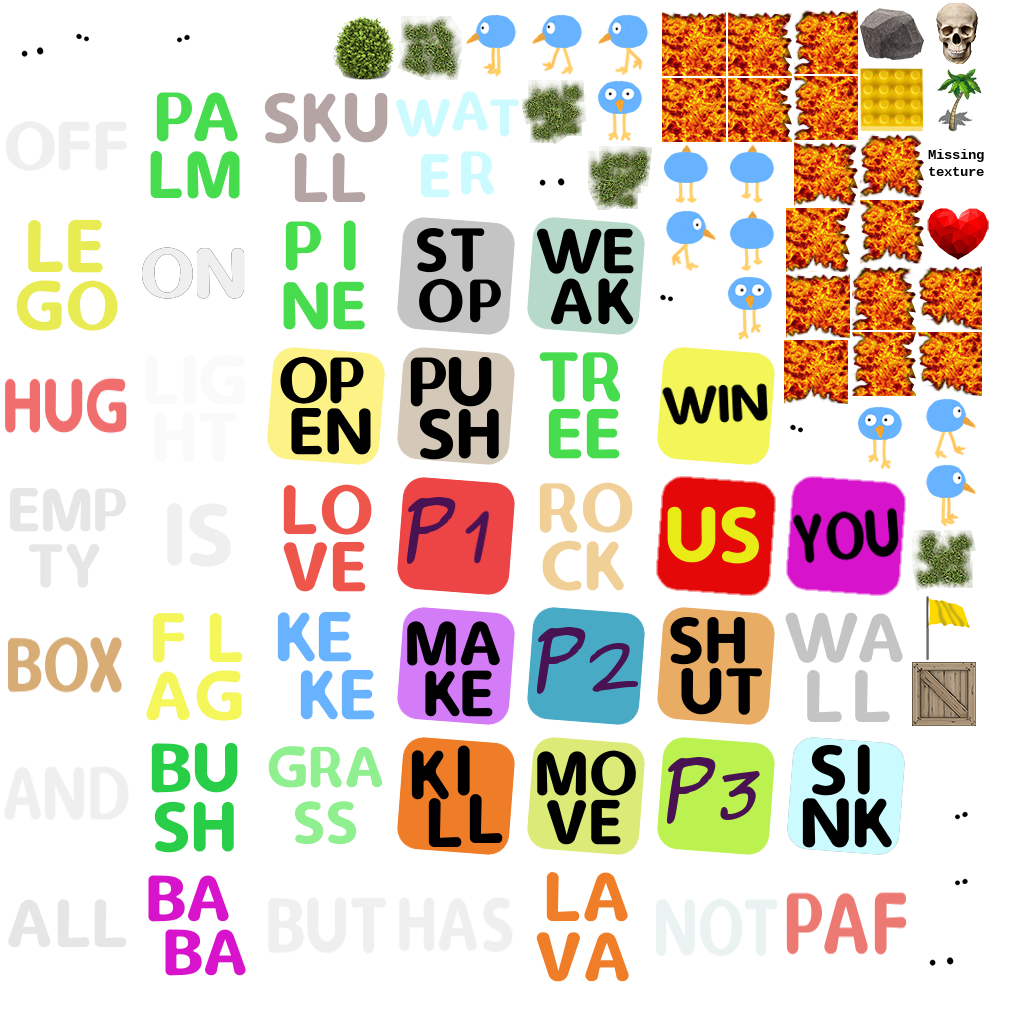 OFF
PA
LM
SKU
LL
WAT
ER
Missing
texture
LE
GO
ON
P I
NE
ST
OP
WE
AK
HUG
LIG
HT
OP
EN
PU
SH
TR
EE
WIN
EMP
TY
IS
LO
VE
P1
RO
CK
US
YOU
BOX
F L
AG
KE
KE
MA
KE
P2
SH
UT
WA
LL
AND
BU
SH
GRA
SS
KI
LL
MO
VE
P3
SI
NK
ALL
BA
BA
BUT
HAS
LA
VA
NOT
PAF